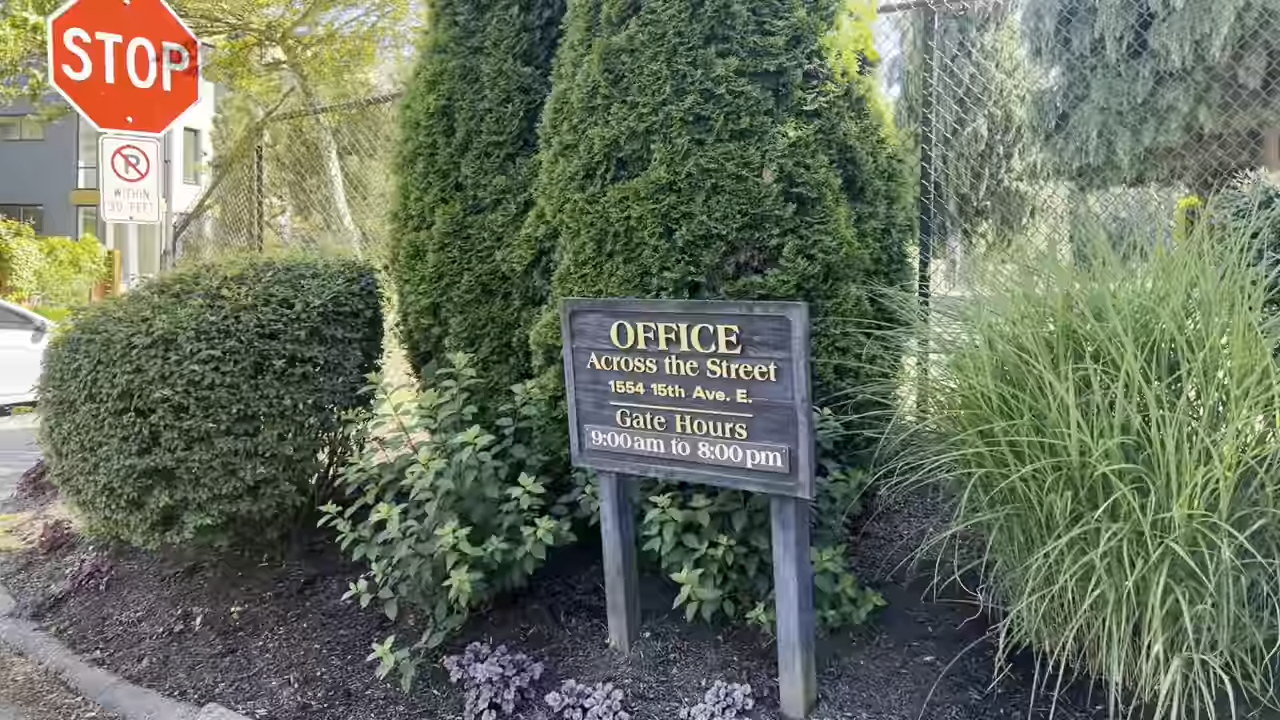 STOP
P
WITHIN
30 FEET
OFFICE
Across the Street
1554 15th Ave. E.
Gate Hours
9:00am to 8:00pm